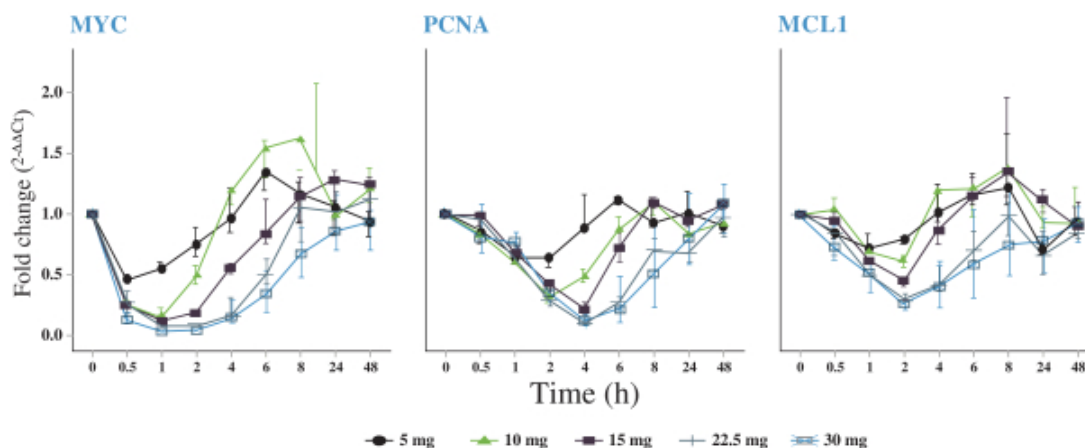 MYC PCNA MCL1
Fold change (2-ΔΔCt)
2.0
1.5
1.0
0.5
0.0
0 0.5 1 2 4 6 8 24 48 0 0.5 1 2 4 6 8 24 48 0 0.5 1 2 4 6 8 24 48
Time (h)
5 mg 10 mg 15 mg 22.5 mg 30 mg